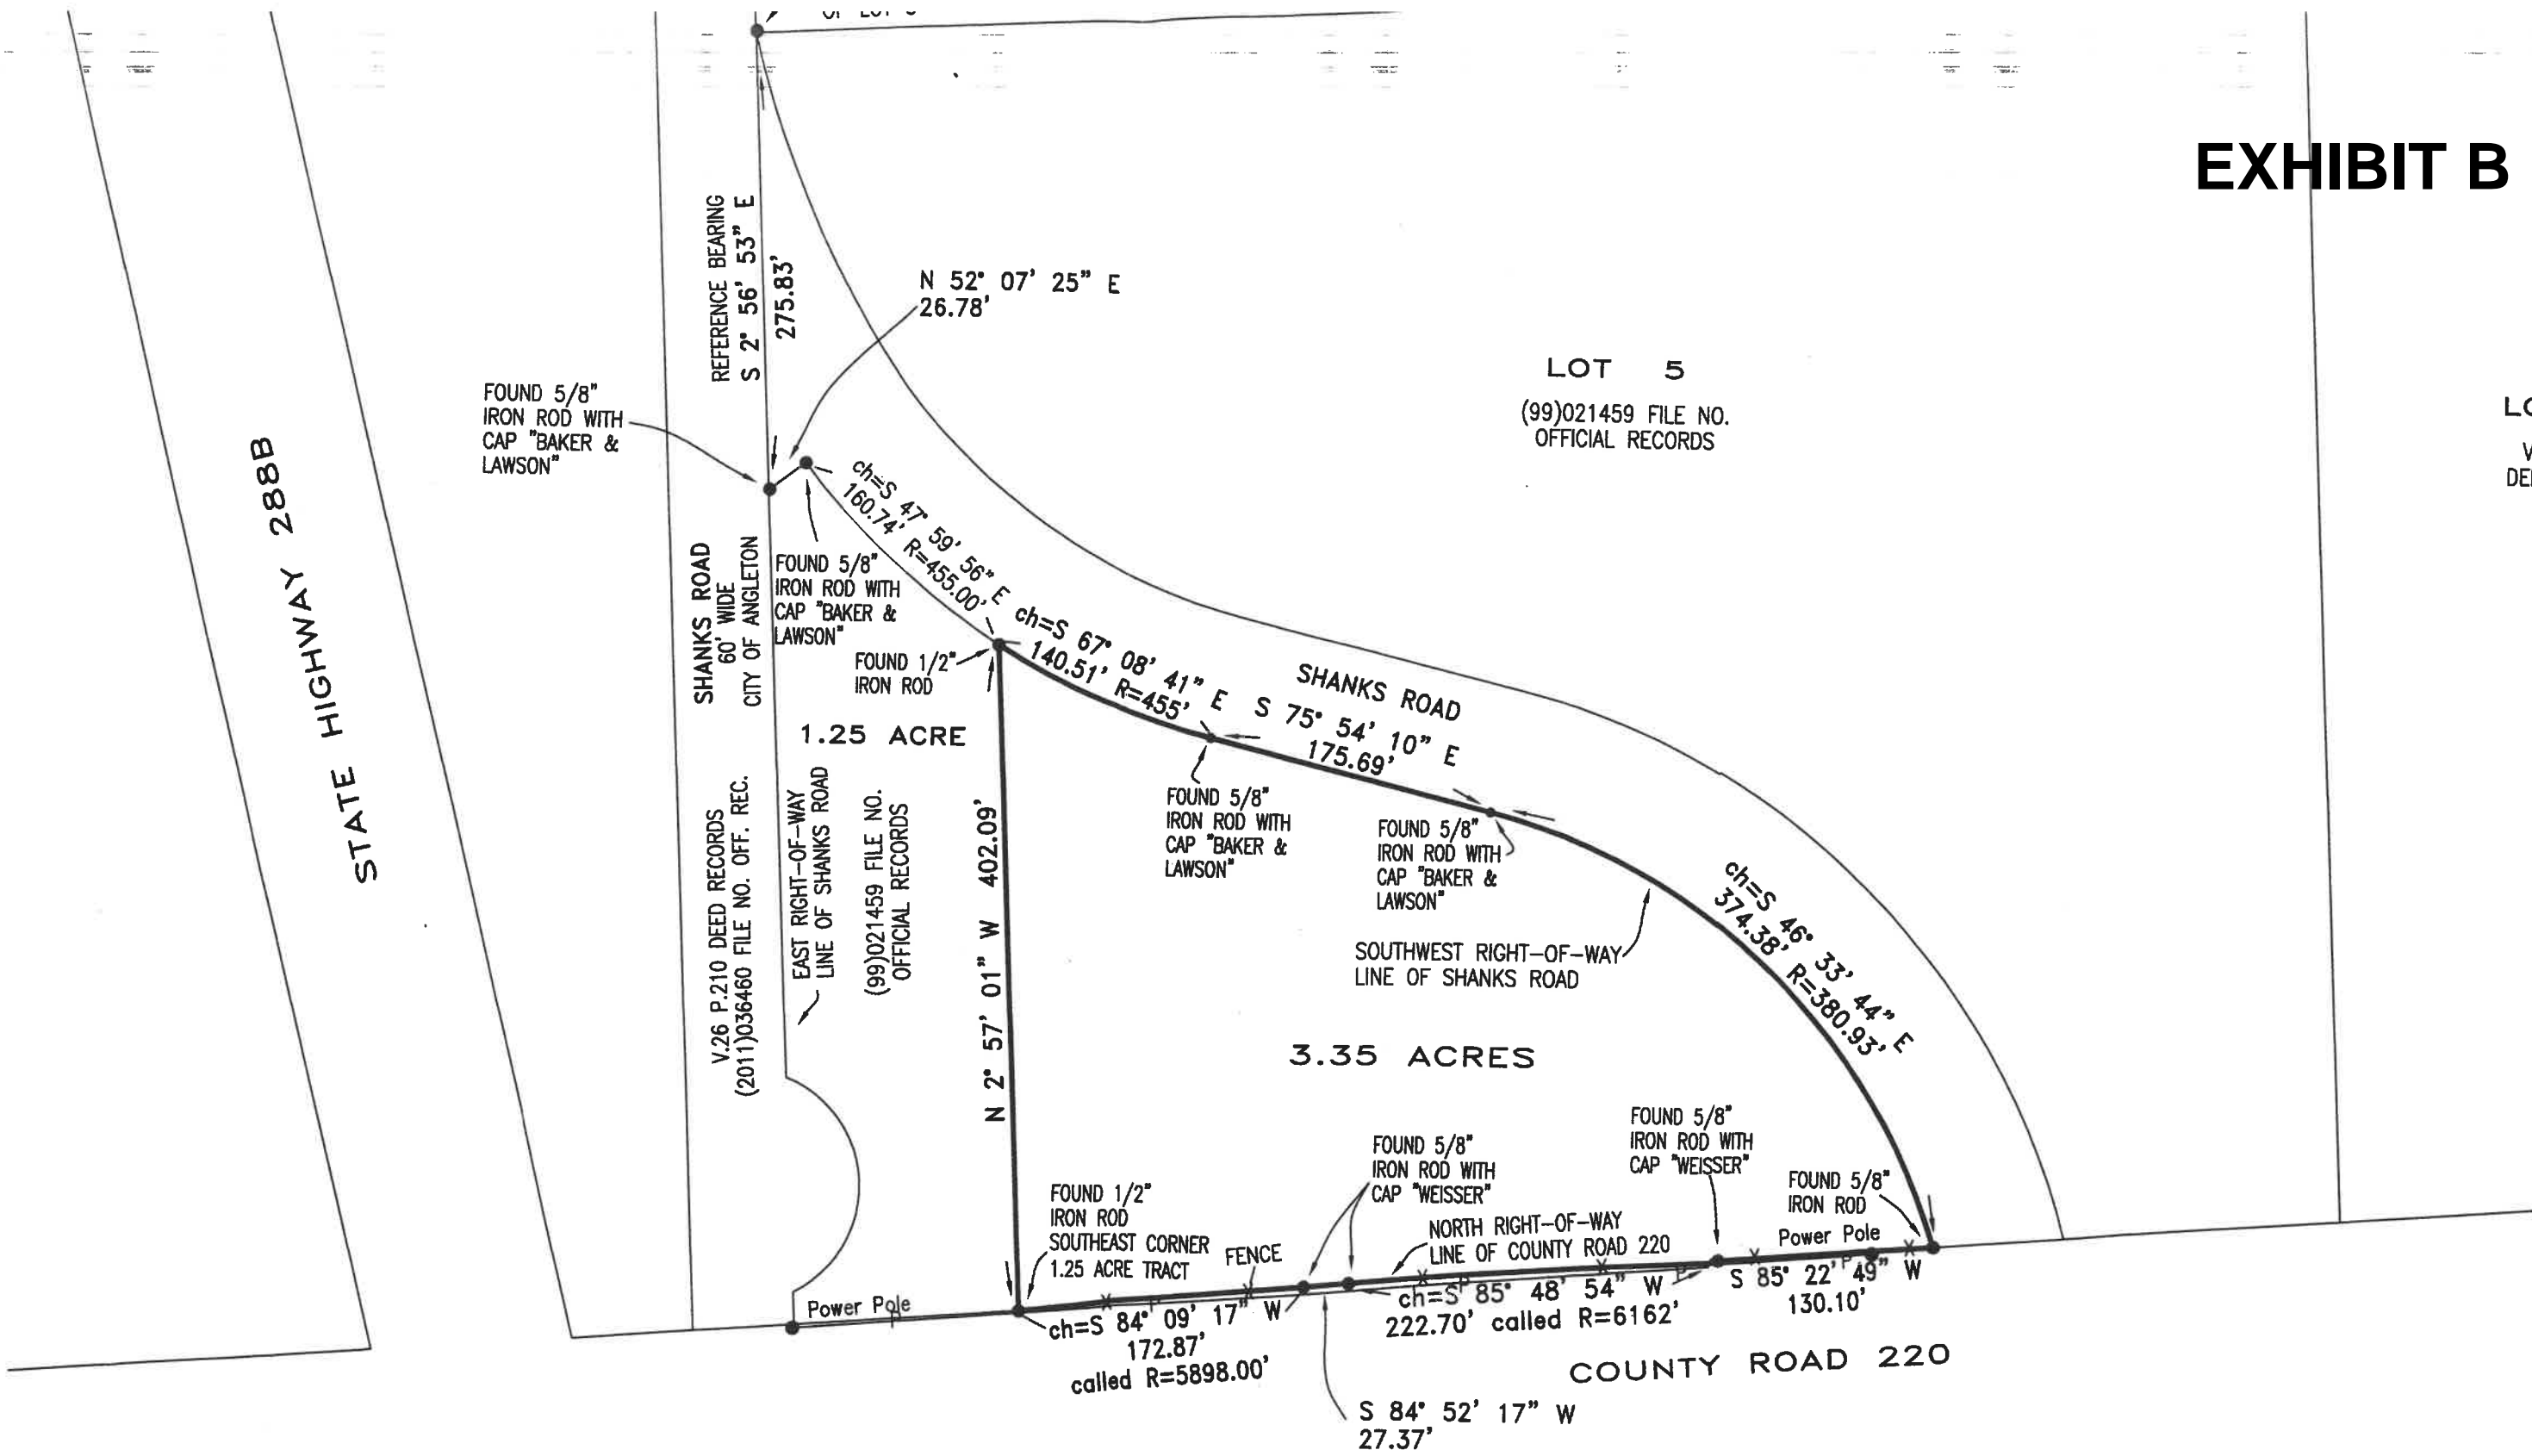 EXHIBIT B
REFERENCE BEARING
S 2° 56' 53" E
275.83'
N 52° 07' 25" E
26.78'
LOT 5
(99)021459 FILE NO.
OFFICIAL RECORDS
FOUND 5/8"
IRON ROD WITH
CAP "BAKER &
LAWSON"
STATE HIGHWAY 288B
ch=S 47° 59' 56" E
160.74' R=455.00'
SHANKS ROAD
60' WIDE
CITY OF ANGLETON
FOUND 5/8"
IRON ROD WITH
CAP "BAKER &
LAWSON"
FOUND 1/2"
IRON ROD
ch=S 67° 08' 41" E
140.51' R=455'
SHANKS ROAD
S 75° 54' 10" E
175.69'
1.25 ACRE
V.26 P.210 DEED RECORDS
(2011)036460 FILE NO. OFF. REC.
EAST RIGHT-OF-WAY
LINE OF SHANKS ROAD
(99)021459 FILE NO.
OFFICIAL RECORDS
N 2° 57' 01" W 402.09'
FOUND 5/8"
IRON ROD WITH
CAP "BAKER &
LAWSON"
FOUND 5/8"
IRON ROD WITH
CAP "BAKER &
LAWSON"
SOUTHWEST RIGHT-OF-WAY
LINE OF SHANKS ROAD
ch=S 46° 33' 44" E
374.38' R=380.93'
3.35 ACRES
FOUND 5/8"
IRON ROD WITH
CAP "WEISSER"
FOUND 5/8"
IRON ROD WITH
CAP "WEISSER"
FOUND 5/8"
IRON ROD
FOUND 1/2"
IRON ROD
SOUTHEAST CORNER
1.25 ACRE TRACT
FENCE
NORTH RIGHT-OF-WAY
LINE OF COUNTY ROAD 220
Power Pole
Power Pole
ch=S 84° 09' 17" W
172.87'
called R=5898.00'
ch=S 85° 48' 54" W
222.70' called R=6162'
S 85° 22' 49" W
130.10'
COUNTY ROAD 220
S 84° 52' 17" W
27.37'